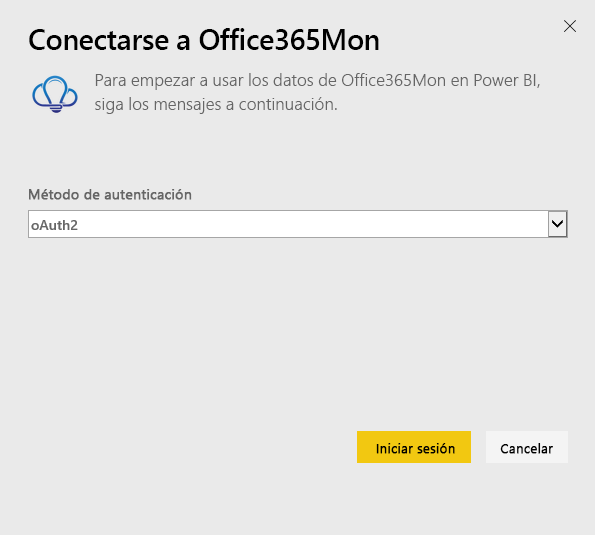 Conectarse a Office365Mon
Para empezar a usar los datos de Office365Mon en Power BI,
siga los mensajes a continuación.
Método de autenticación
oAuth2
Iniciar sesión
Cancelar